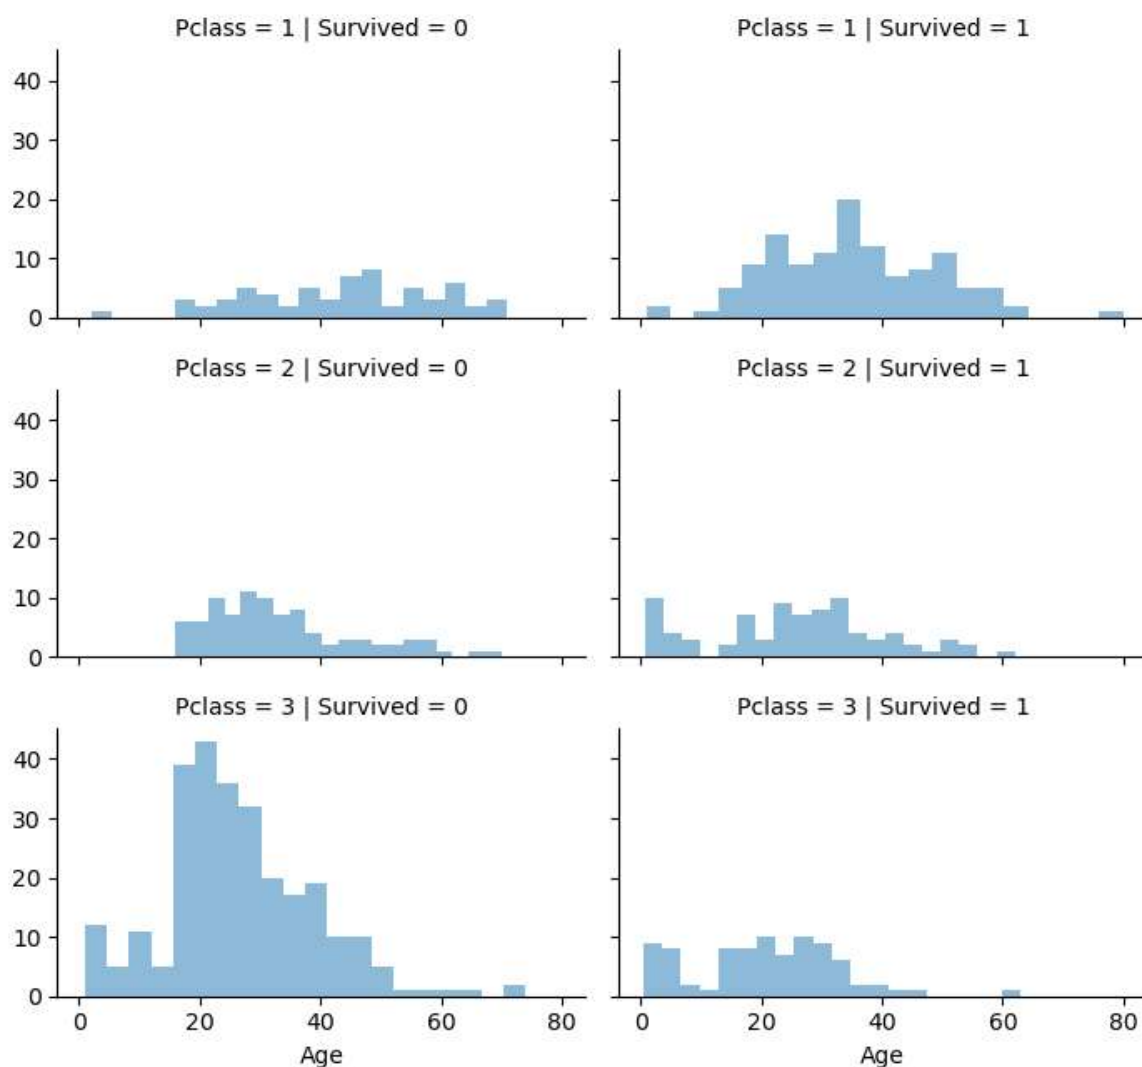 Pclass = 1 | Survived = 0
Pclass = 1 | Survived = 1
40
30
20
10
0
Pclass = 2 | Survived = 0
Pclass = 2 | Survived = 1
40
30
20
10
0
Pclass = 3 | Survived = 0
Pclass = 3 | Survived = 1
40
30
20
10
0
0 20 40 60 80
0 20 40 60 80
Age
Age